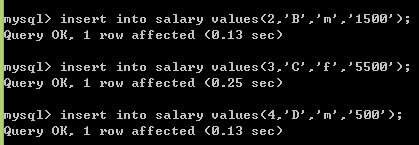 mysql> insert into salary values(2,'B','m','1500');
Query OK, 1 row affected (0.13 sec)
mysql> insert into salary values(3,'C','f','5500');
Query OK, 1 row affected (0.25 sec)
mysql> insert into salary values(4,'D','m','500');
Query OK, 1 row affected (0.13 sec)